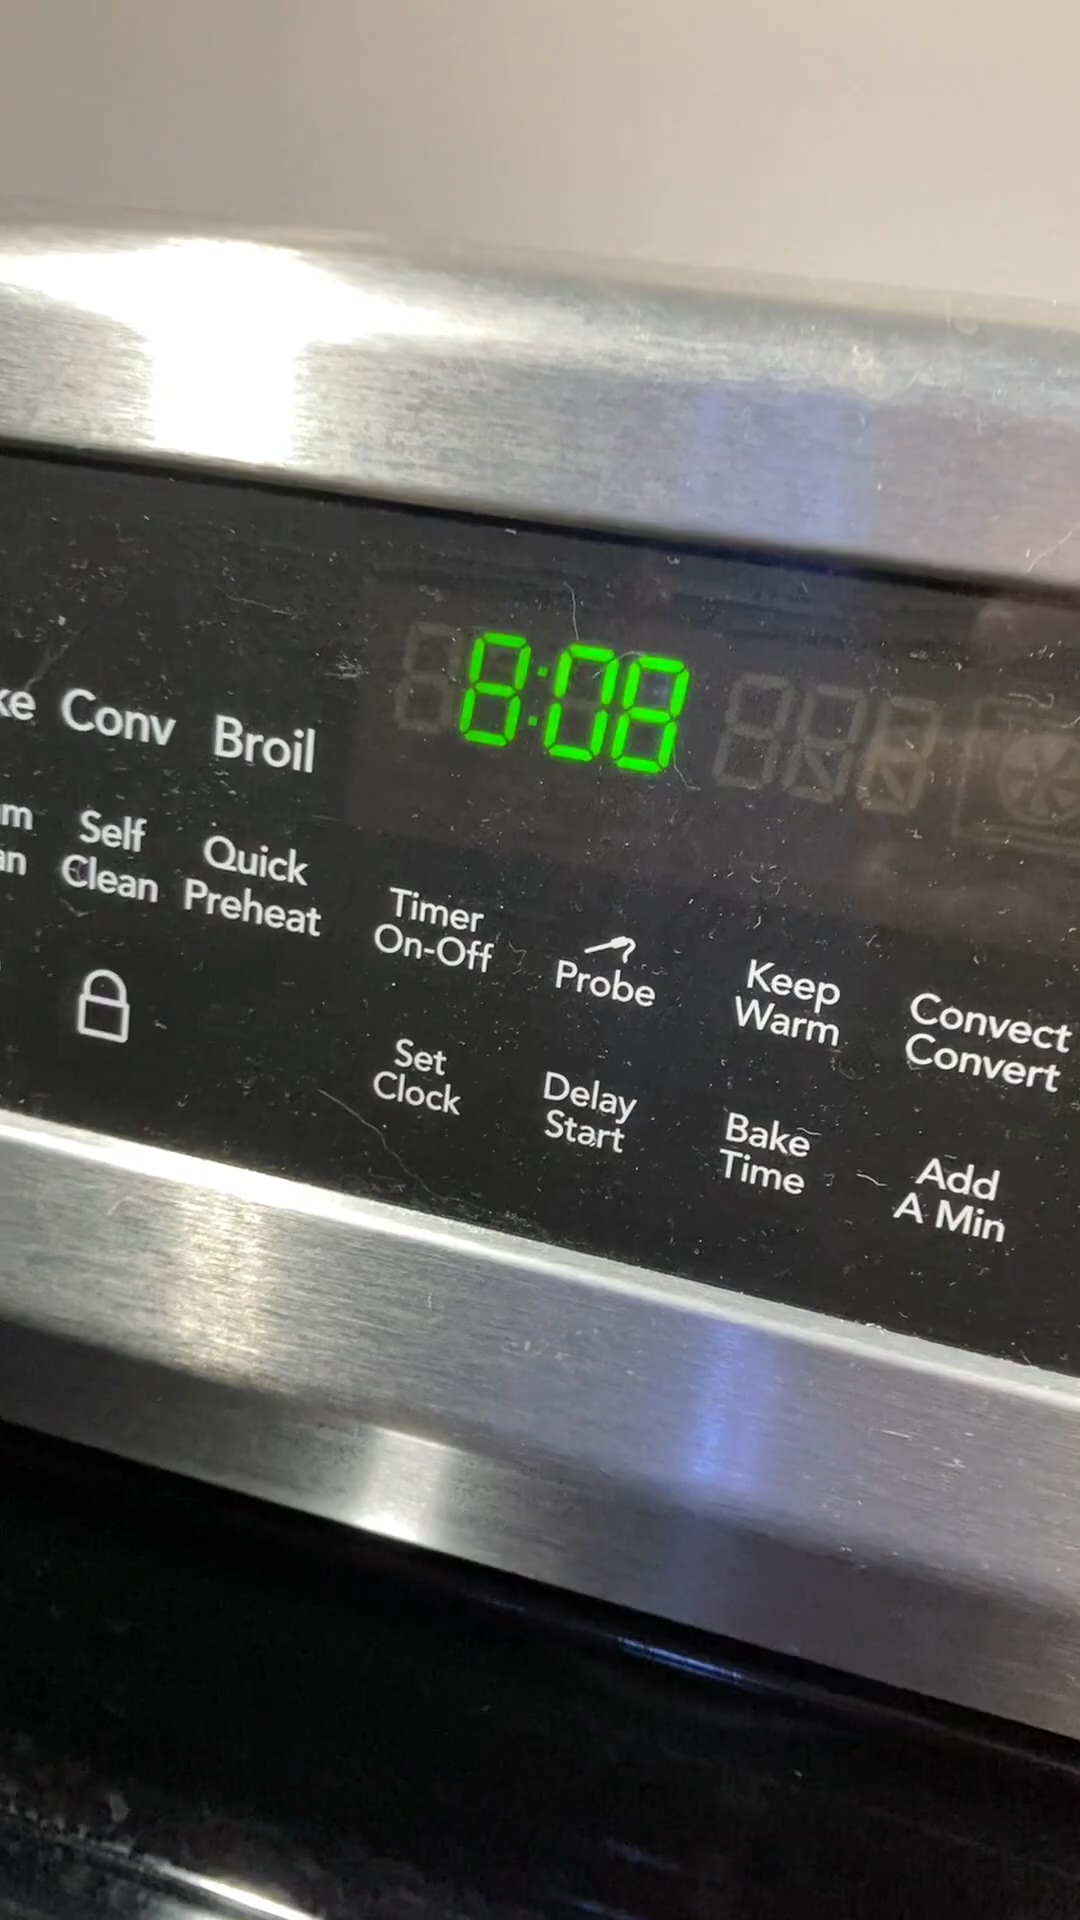 8:08
Conv Broil
Self
Clean
Quick
Preheat
Timer
On-Off
Probe
Keep
Warm
Convect
Convert
Set
Clock
Delay
Start
Bake
Time
Add
A Min